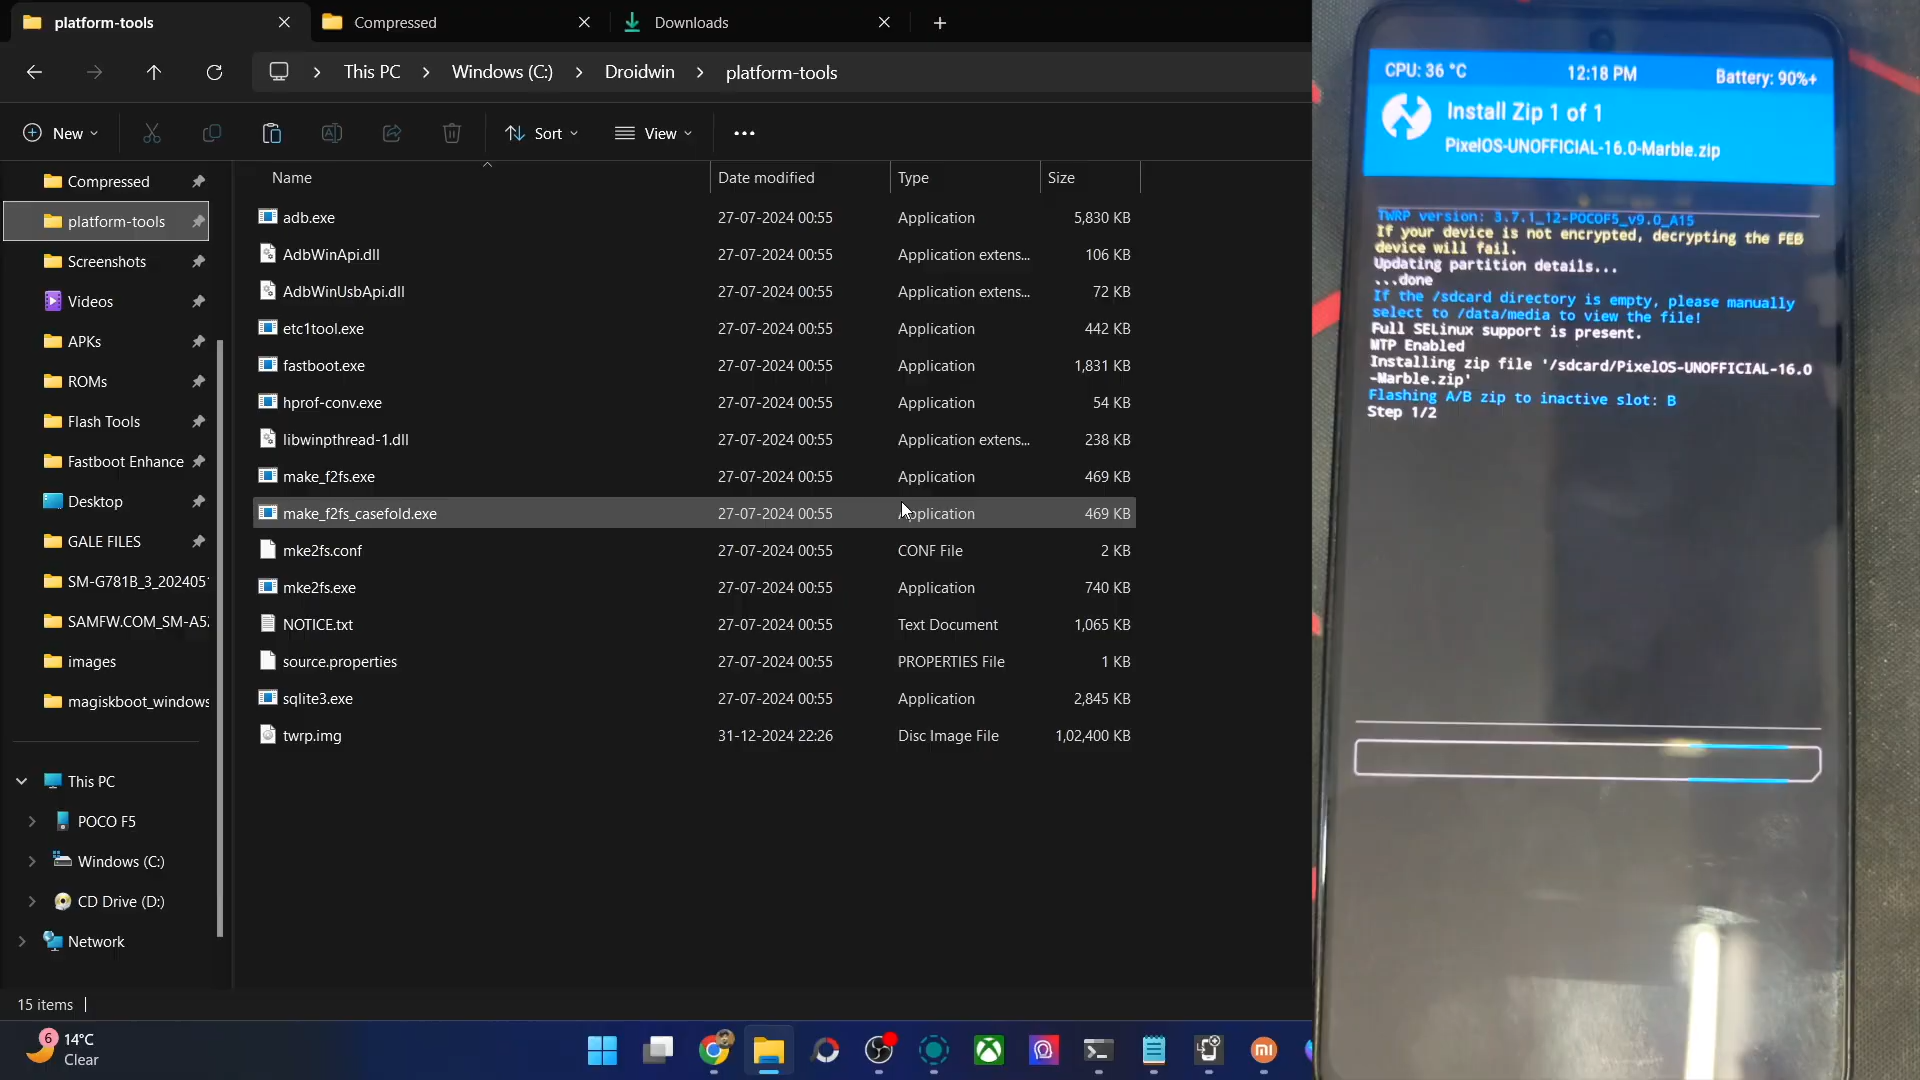 platform-tools
Compressed
Downloads
This PC
Windows (C:)
Droidwin
platform-tools
New
Sort
View
Compressed
platform-tools
Screenshots
Videos
APKs
ROMs
Flash Tools
Fastboot Enhance
Desktop
GALE FILES
SM-G781B_3_202405
SAMFW.COM_SM-A5
images
magiskboot_windows
This PC
POCO F5
Windows (C:)
CD Drive (D:)
Network
Name Date modified Type Size
adb.exe 27-07-2024 00:55 Application 5,830 KB
AdbWinApi.dll 27-07-2024 00:55 Application extens... 106 KB
AdbWinUsbApi.dll 27-07-2024 00:55 Application extens... 72 KB
etc1tool.exe 27-07-2024 00:55 Application 442 KB
fastboot.exe 27-07-2024 00:55 Application 1,831 KB
hprof-conv.exe 27-07-2024 00:55 Application 54 KB
libwinpthread-1.dll 27-07-2024 00:55 Application extens... 238 KB
make_f2fs.exe 27-07-2024 00:55 Application 469 KB
make_f2fs_casefold.exe 27-07-2024 00:55 Application 469 KB
mke2fs.conf 27-07-2024 00:55 CONF File 2 KB
mke2fs.exe 27-07-2024 00:55 Application 740 KB
NOTICE.txt 27-07-2024 00:55 Text Document 1,065 KB
source.properties 27-07-2024 00:55 PROPERTIES File 1 KB
sqlite3.exe 27-07-2024 00:55 Application 2,845 KB
twrp.img 31-12-2024 22:26 Disc Image File 1,02,400 KB
15 items
6
14°C
Clear
mi
CPU: 36 °C 12:18 PM Battery: 90%+
Install Zip 1 of 1
PixelOS-UNOFFICIAL-16.0-Marble.zip
TWRP version: 3.7.1_12-POCOF5_v9.0_A15
If your device is not encrypted, decrypting the FEB
device will fail.
Updating partition details...
...done
If the /sdcard directory is empty, please manually
select to /data/media to view the file!
Full SELinux support is present.
MTP Enabled
Installing zip file '/sdcard/PixelOS-UNOFFICIAL-16.0
-Marble.zip'
Flashing A/B zip to inactive slot: B
Step 1/2